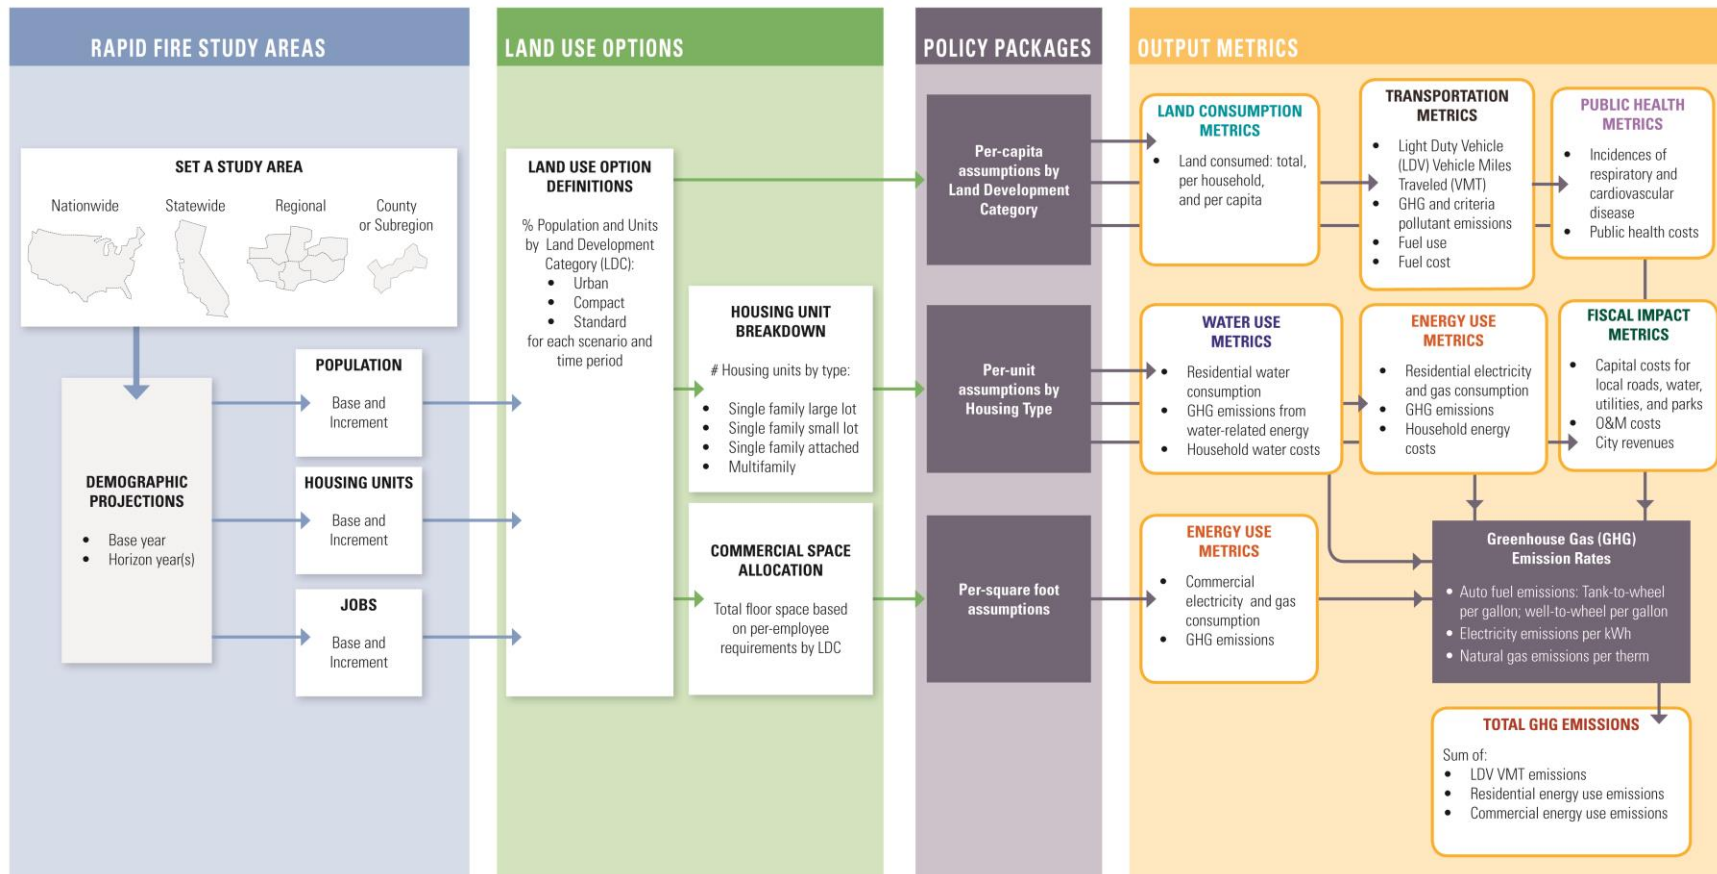 RAPID FIRE STUDY AREAS
SET A STUDY AREA
Nationwide
Statewide
Regional
County
or Subregion
DEMOGRAPHIC
PROJECTIONS
• Base year
• Horizon year(s)
POPULATION
Base and
Increment
HOUSING UNITS
Base and
Increment
JOBS
Base and
Increment
LAND USE OPTIONS
LAND USE OPTION
DEFINITIONS
% Population and Units
by Land Development
Category (LDC):
• Urban
• Compact
• Standard
for each scenario and
time period
HOUSING UNIT
BREAKDOWN
# Housing units by type:
• Single family large lot
• Single family small lot
• Single family attached
• Multifamily
COMMERCIAL SPACE
ALLOCATION
Total floor space based
on per-employee
requirements by LDC
POLICY PACKAGES
Per-capita
assumptions by
Land Development
Category
Per-unit
assumptions by
Housing Type
Per-square foot
assumptions
OUTPUT METRICS
LAND CONSUMPTION
METRICS
• Land consumed: total,
per household,
and per capita
TRANSPORTATION
METRICS
• Light Duty Vehicle
(LDV) Vehicle Miles
Traveled (VMT)
• GHG and criteria
pollutant emissions
• Fuel use
• Fuel cost
PUBLIC HEALTH
METRICS
• Incidences of
respiratory and
cardiovascular
disease
• Public health costs
WATER USE
METRICS
• Residential water
consumption
• GHG emissions from
water-related energy
• Household water costs
ENERGY USE
METRICS
• Residential electricity
and gas consumption
• GHG emissions
• Household energy
costs
FISCAL IMPACT
METRICS
• Capital costs for
local roads, water,
utilities, and parks
• O&M costs
• City revenues
ENERGY USE
METRICS
• Commercial
electricity and gas
consumption
• GHG emissions
Greenhouse Gas (GHG)
Emission Rates
• Auto fuel emissions: Tank-to-wheel
per gallon; well-to-wheel per gallon
• Electricity emissions per kWh
• Natural gas emissions per therm
TOTAL GHG EMISSIONS
Sum of:
• LDV VMT emissions
• Residential energy use emissions
• Commercial energy use emissions